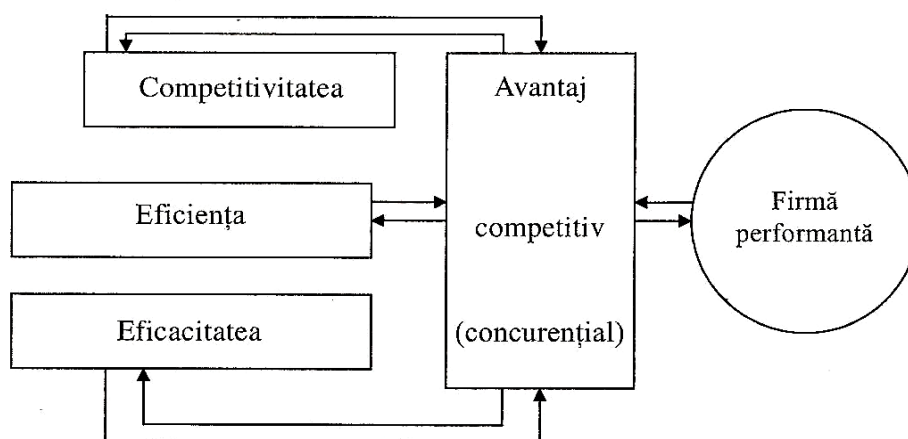 Competitivitatea
Avantaj
Eficiența
competitiv
Firmă
performantă
Eficacitatea
(concurențial)